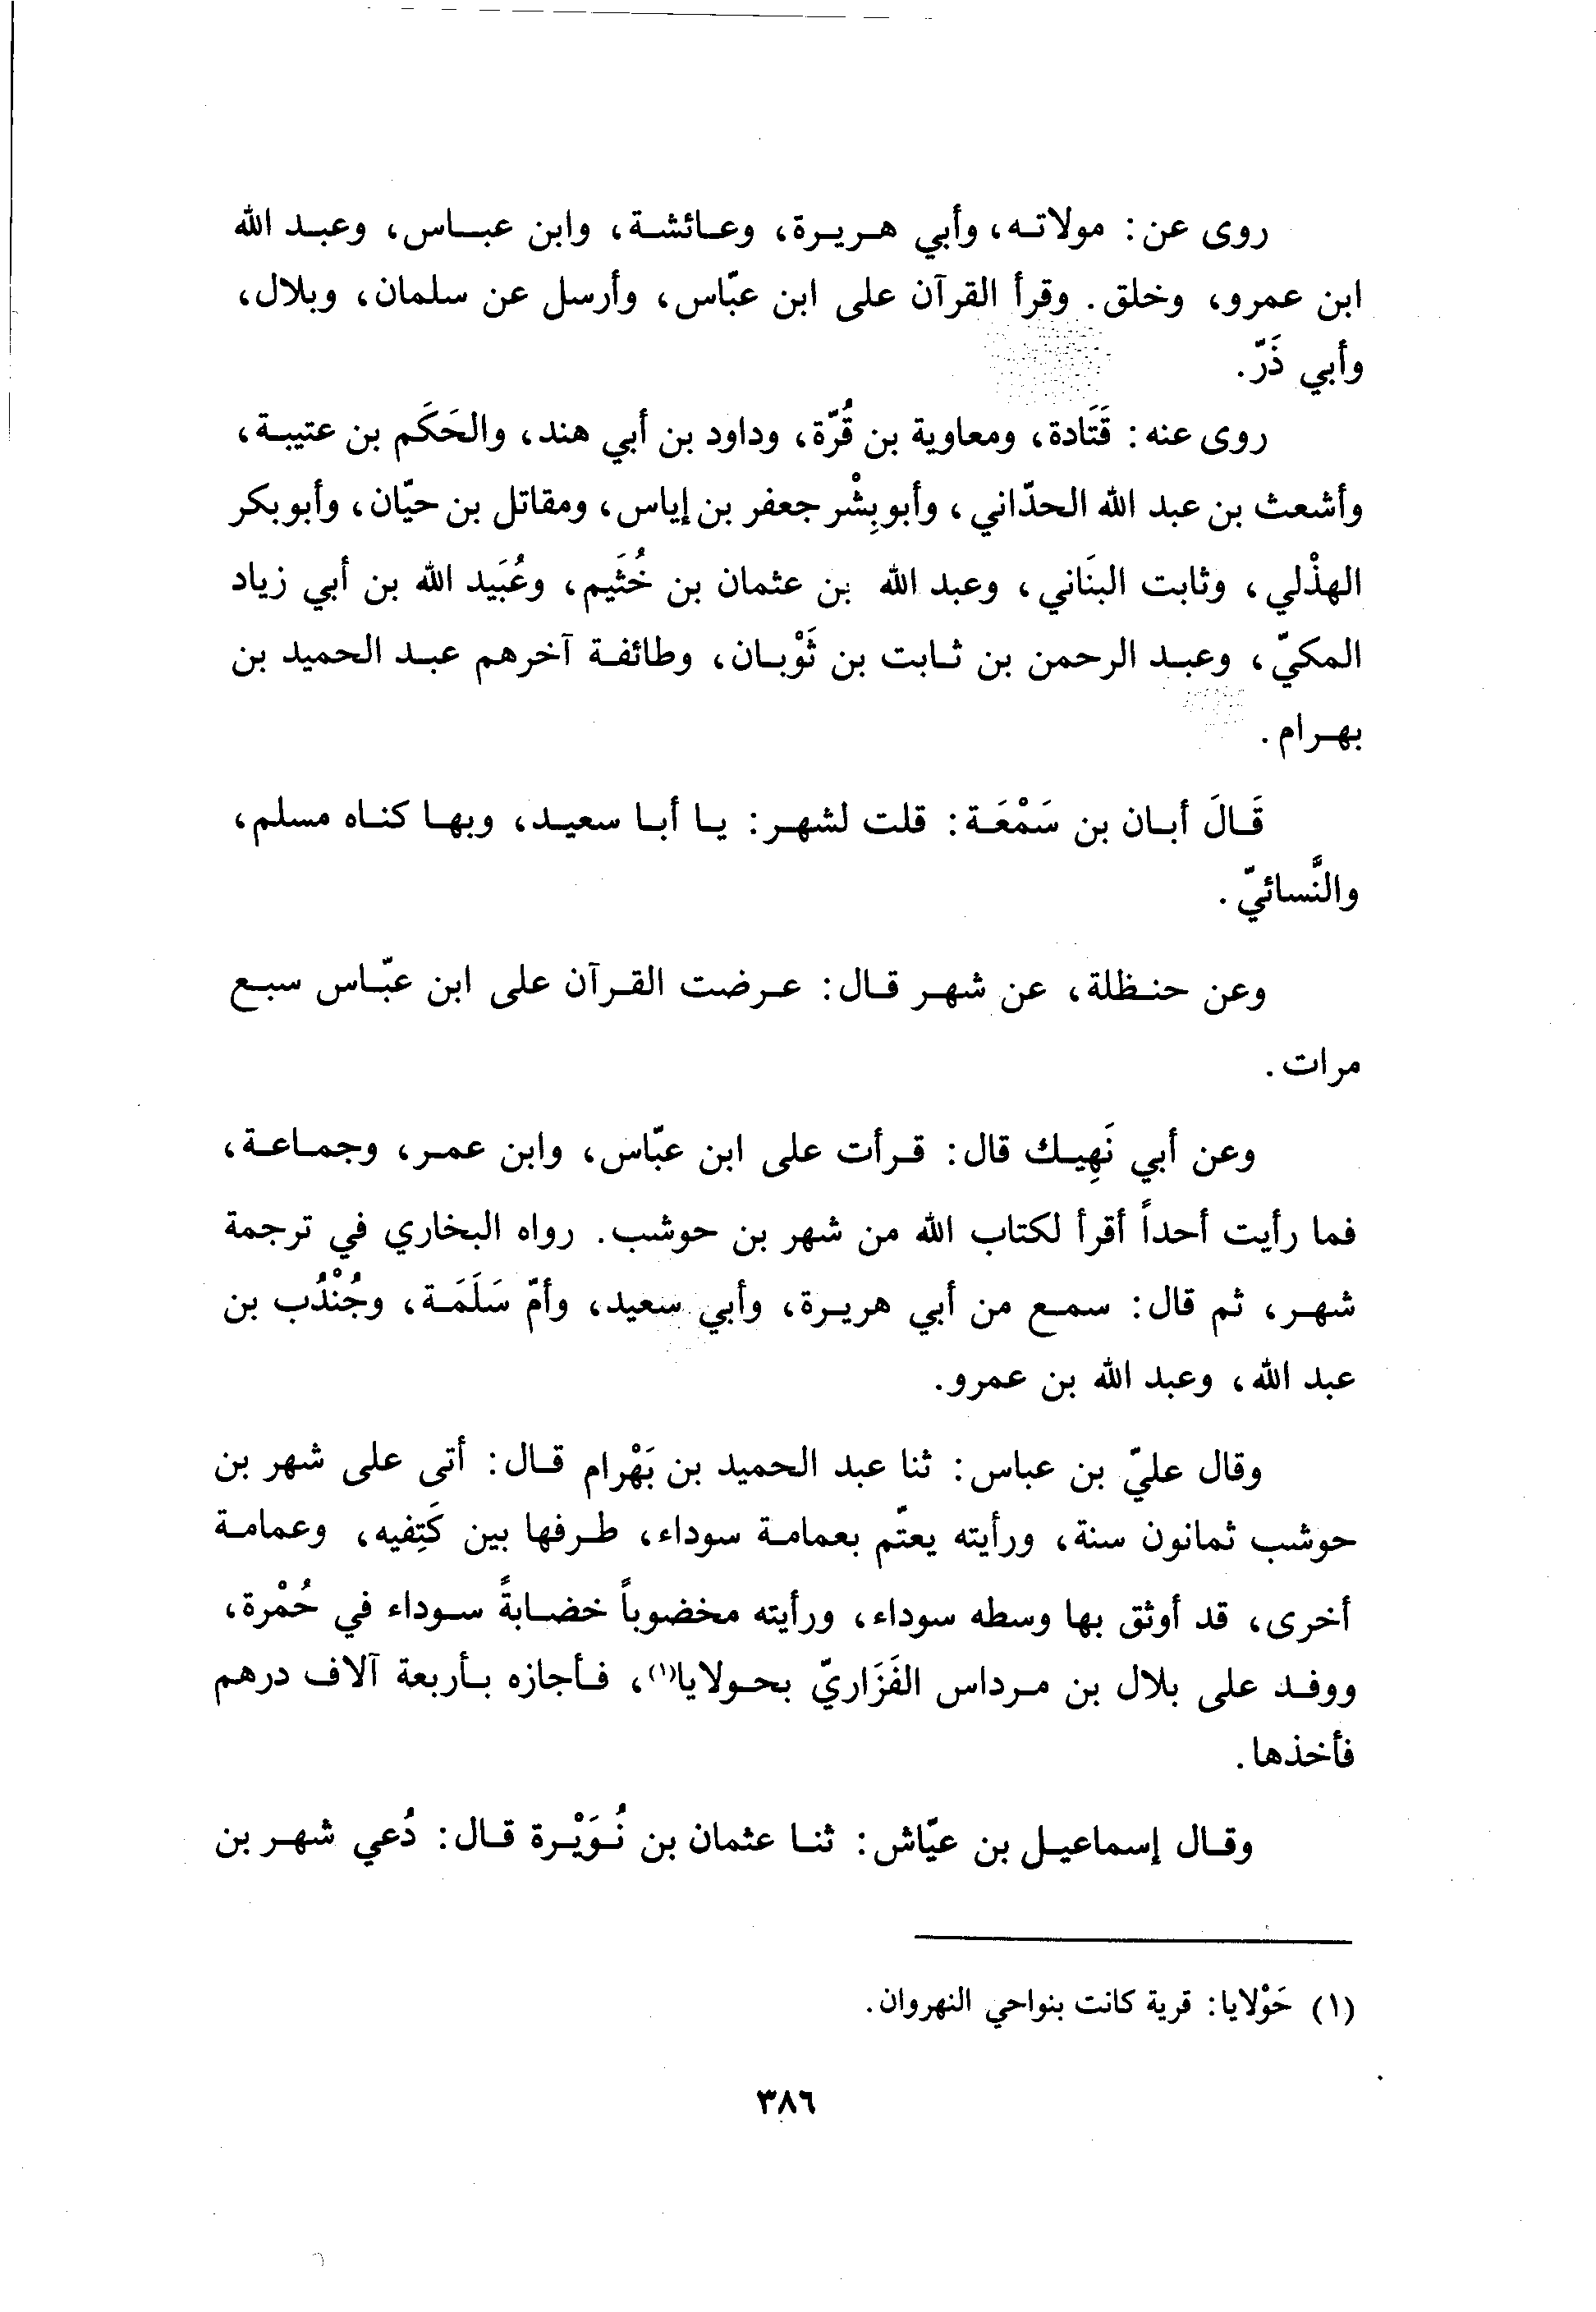 روى عن: مولاته، وأبي هريرة، وعائشة، وابن عباس، وعبد الله
ابن عمرو، وخلق. وقرأ القرآن على ابن عبّاس، وأرسل عن سلمان، وبلال،
وأبي ذَرّ.
روى عنه: قَتَادة، ومعاوية بن قُرّة، وداود بن أبي هند، والحَكَم بن عتيبة،
وأشعث بن عبد الله الحدّاني، وأبو بِشْر جعفر بن إياس، ومقاتل بن حيّان، وأبو بكر
الهذْلي، وثابت البنَاني، وعبد الله بن عثمان بن خُثَيم، وعُبَيد الله بن أبي زياد
المكيّ، وعبد الرحمن بن ثابت بن ثَوْبان، وطائفة آخرهم عبد الحميد بن
بهرام.
قَالَ أبان بن سَمْعَة: قلت لشهر: يا أبا سعيد، وبها كناه مسلم،
والنَّسائيّ.
وعن حنظلة، عن شهر قال: عرضت القرآن على ابن عبّاس سبع
مرات.
وعن أبي نَهِيك قال: قرأت على ابن عبّاس، وابن عمر، وجماعة،
فما رأيت أحداً أقرأ لكتاب الله من شهر بن حوشب. رواه البخاري في ترجمة
شهر، ثم قال: سمع من أبي هريرة، وأبي سعيد، وأمّ سَلَمَة، وجُنْدُب بن
عبد الله، وعبد الله بن عمرو.
وقال عليّ بن عباس: ثنا عبد الحميد بن بَهْرام قال: أتى على شهر بن
حوشب ثمانون سنة، ورأيته يعتّم بعمامة سوداء، طرفها بين كَتِفيه، وعمامة
أخرى، قد أوثق بها وسطه سوداء، ورأيته مخضوباً خضابةً سوداء في حُمْرة،
ووفد على بلال بن مرداس الفَزَاريّ بحولايا(١)، فأجازه بأربعة آلاف درهم
فأخذها.
وقال إسماعيل بن عيّاش: ثنا عثمان بن نُوَيْرة قال: دُعي شهر بن
(١) حَوْلايا: قرية كانت بنواحي النهروان.
٣٨٦